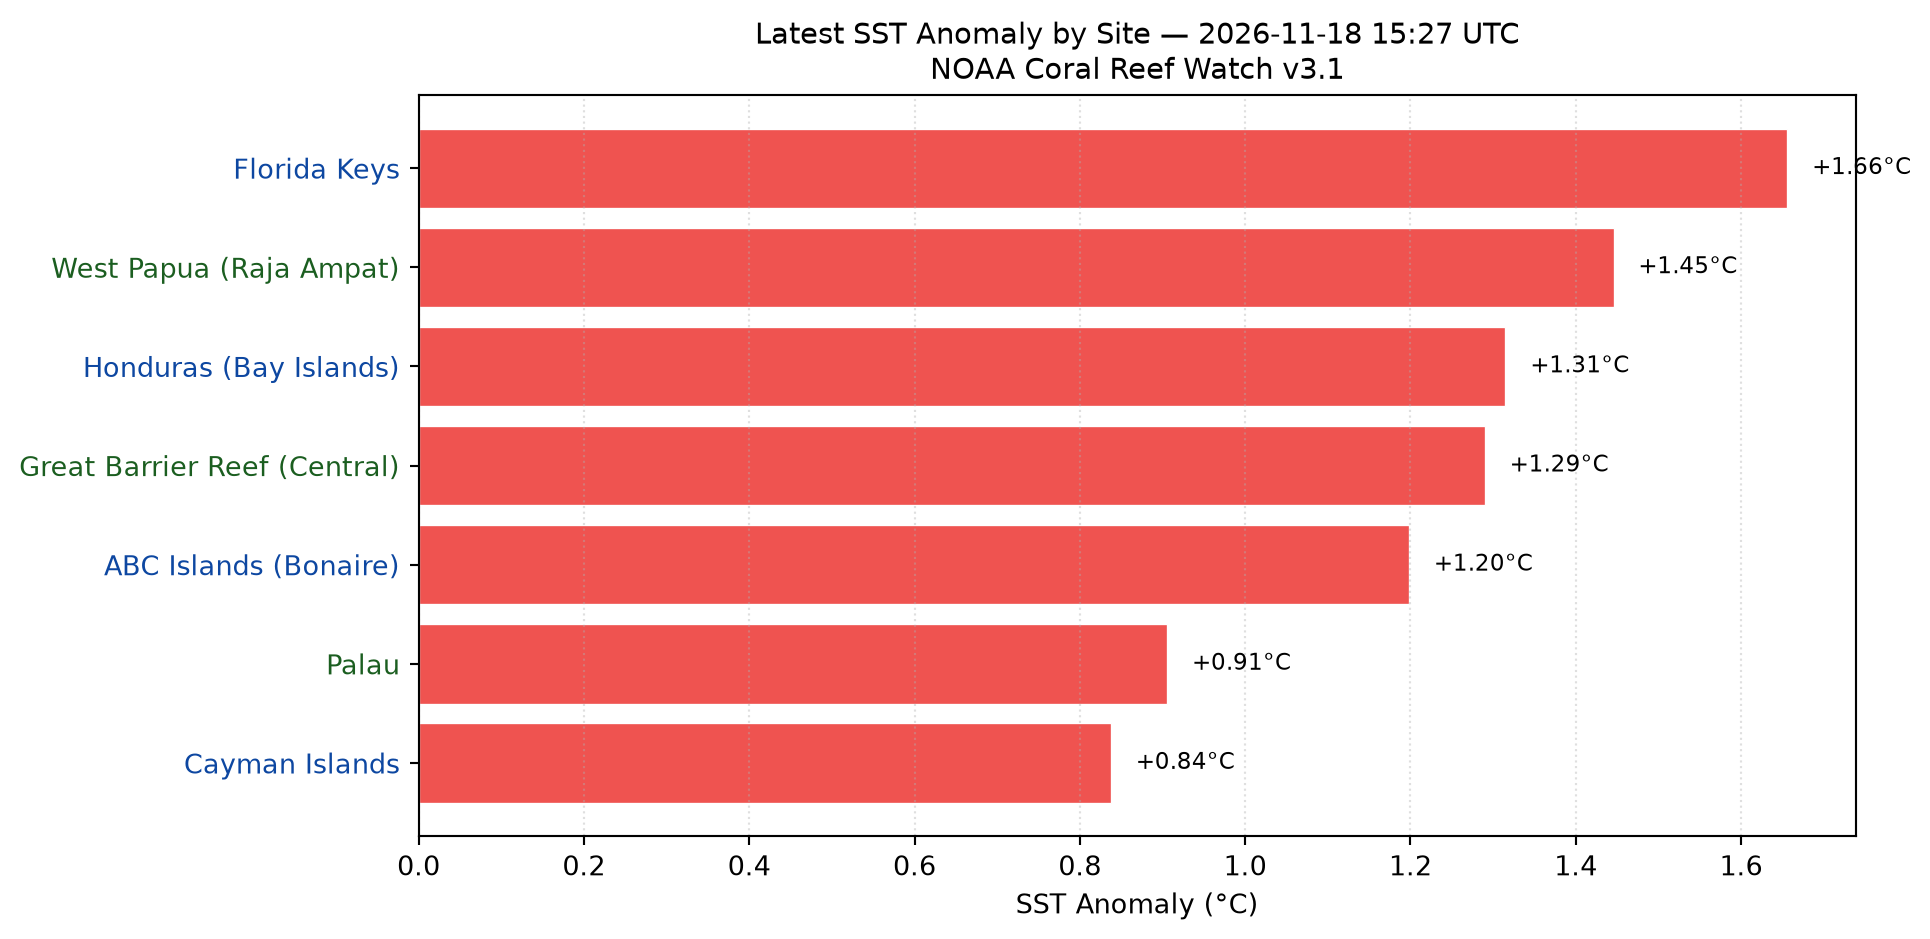 Latest SST Anomaly by Site — 2026-11-18 15:27 UTC
NOAA Coral Reef Watch v3.1
Florida Keys +1.66°C
West Papua (Raja Ampat) +1.45°C
Honduras (Bay Islands) +1.31°C
Great Barrier Reef (Central) +1.29°C
ABC Islands (Bonaire) +1.20°C
Palau +0.91°C
Cayman Islands +0.84°C
0.0 0.2 0.4 0.6 0.8 1.0 1.2 1.4 1.6
SST Anomaly (°C)